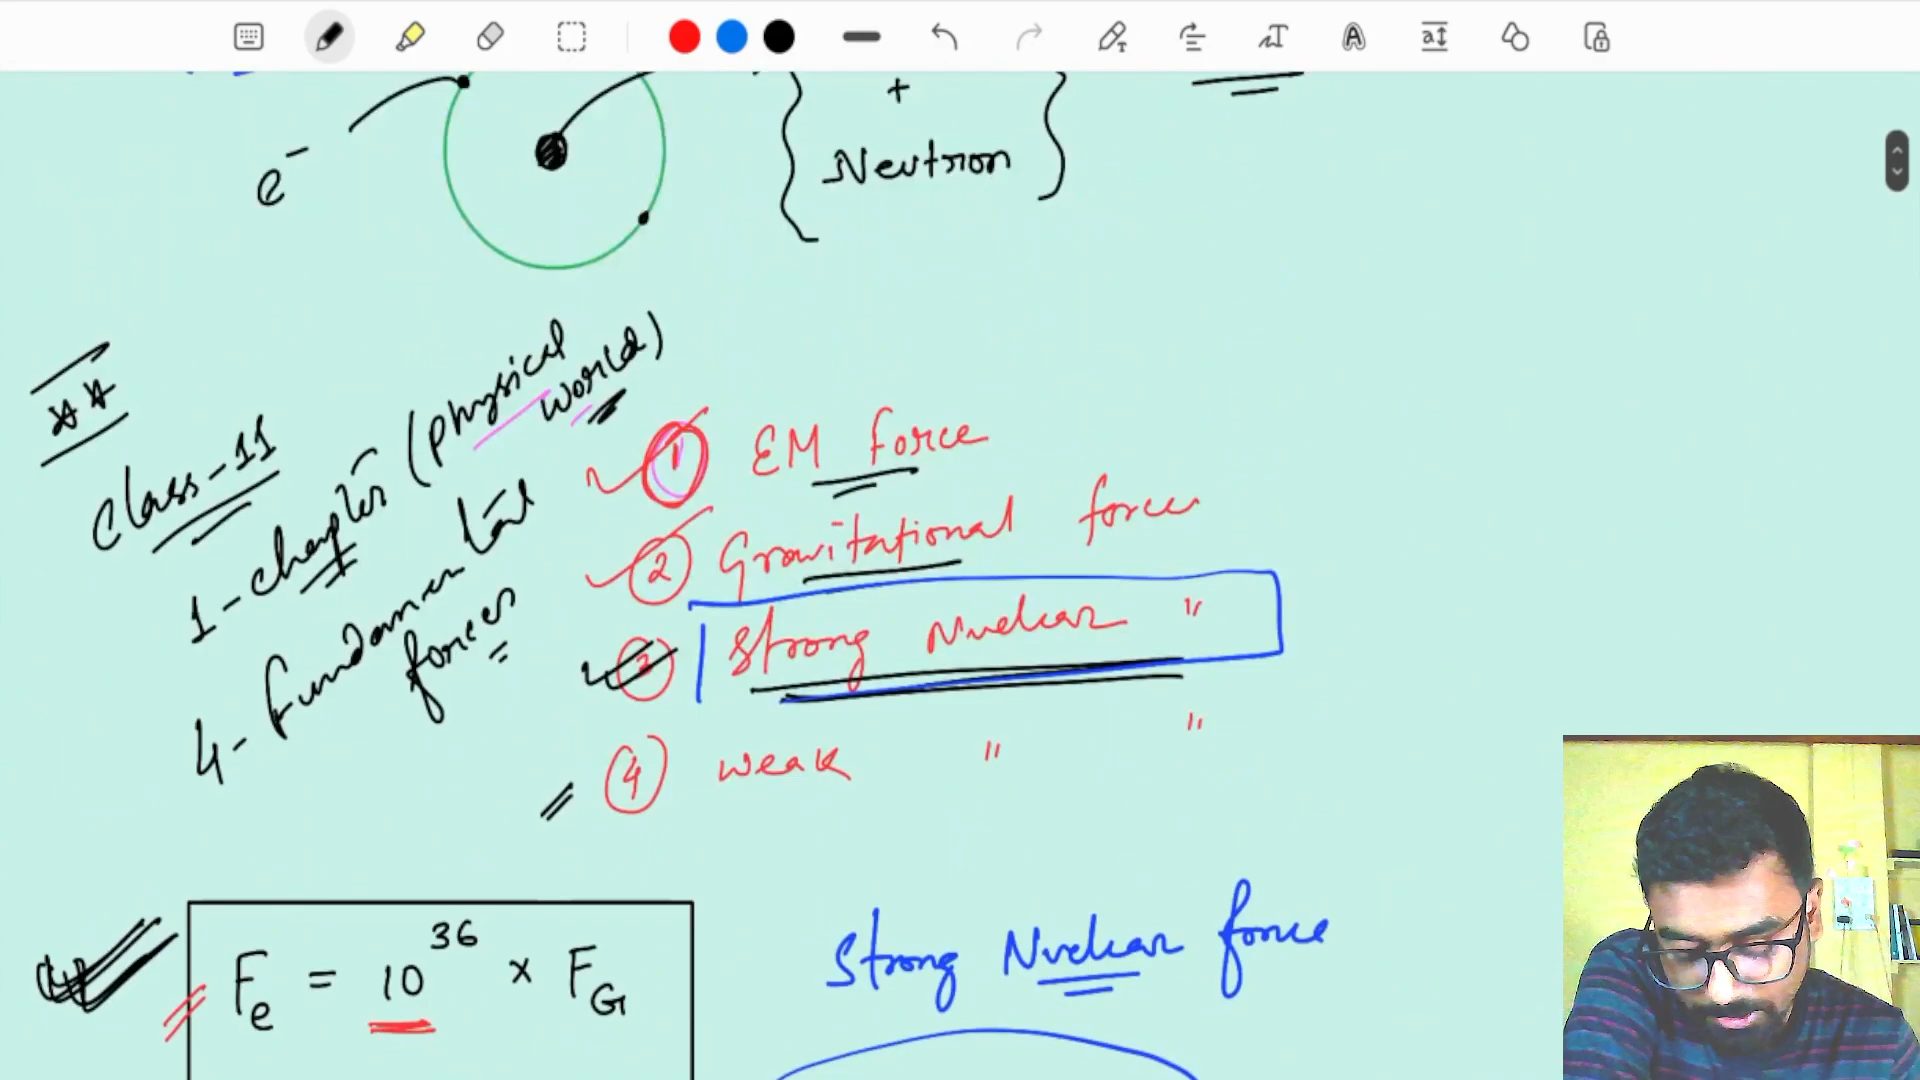 +
e⁻
Neutron
Class-11
1-chapter (physical world)
4-fundamental forces
① EM force
② Gravitational force
③ Strong Nuclear "
④ weak " "
Fe = 10³⁶ × FG
Strong Nuclear force